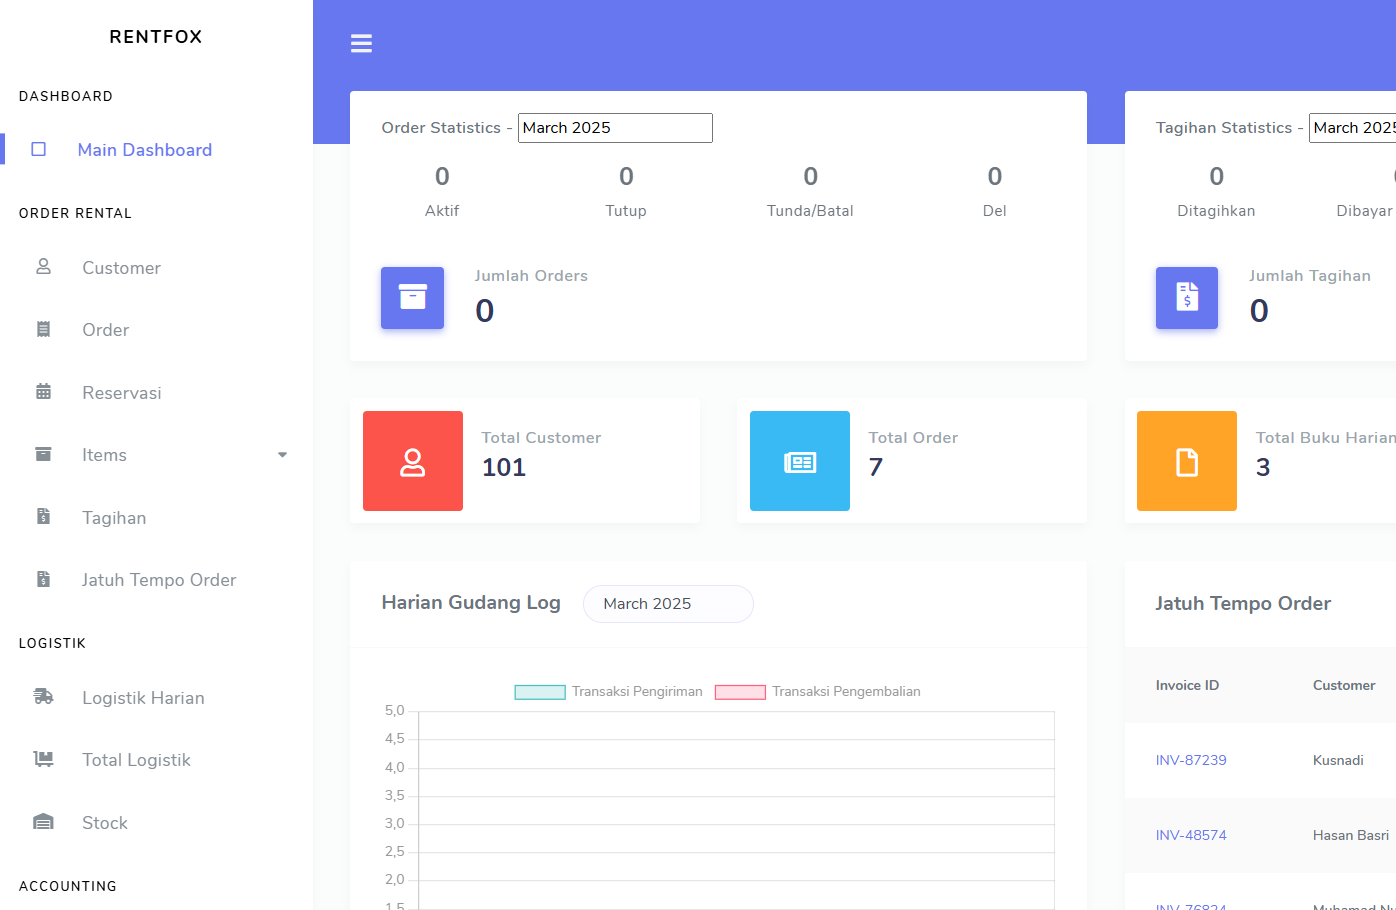 RENTFOX
DASHBOARD
Main Dashboard
ORDER RENTAL
Customer
Order
Reservasi
Items
Tagihan
Jatuh Tempo Order
LOGISTIK
Logistik Harian
Total Logistik
Stock
ACCOUNTING
Order Statistics - March 2025
0
Aktif
0
Tutup
0
Tunda/Batal
0
Del
Jumlah Orders
0
Tagihan Statistics - March 2025
0
Ditagihkan
Dibayar
Jumlah Tagihan
0
Total Customer
101
Total Order
7
Total Buku Harian
3
Harian Gudang Log March 2025
Transaksi Pengiriman Transaksi Pengembalian
5,0
4,5
4,0
3,5
3,0
2,5
2,0
1,5
Jatuh Tempo Order
Invoice ID Customer
INV-87239 Kusnadi
INV-48574 Hasan Basri
INV-76824 Muhamad